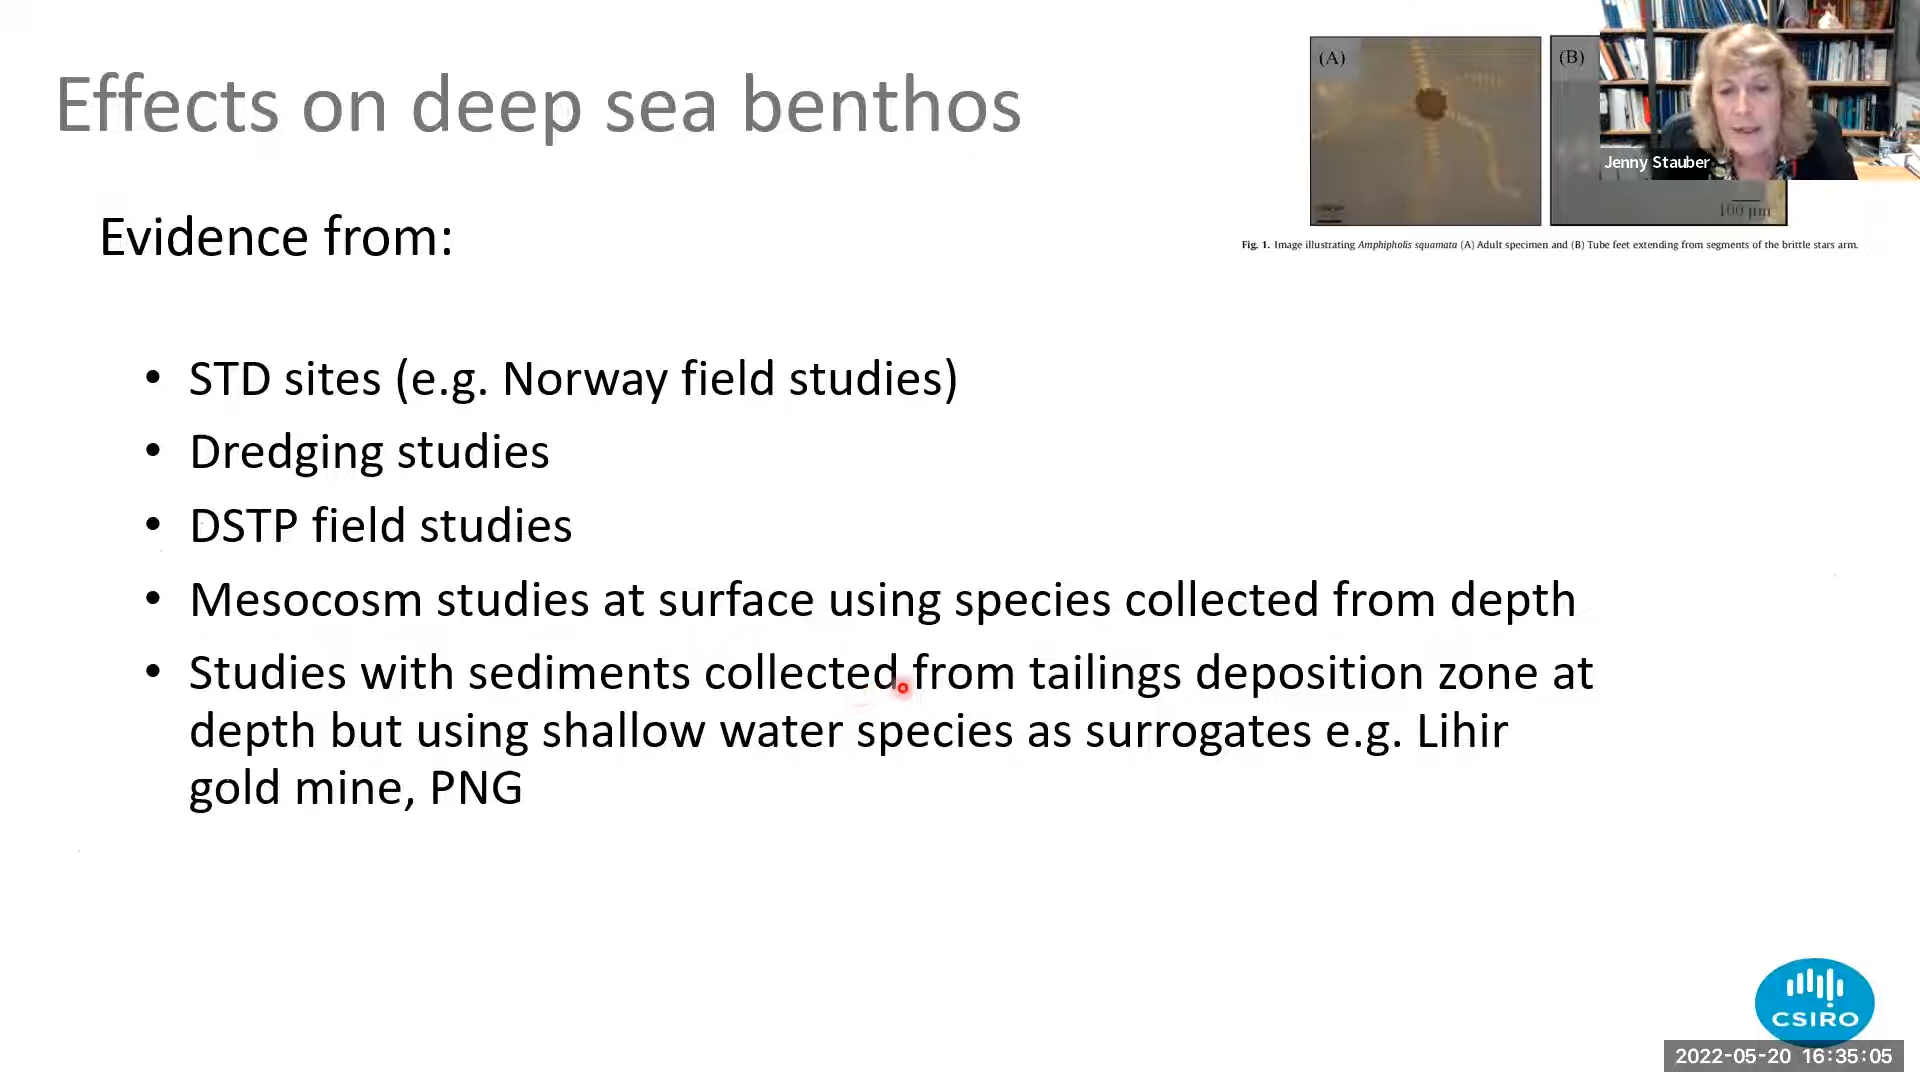 Effects on deep sea benthos
(A)
(B)
Jenny Stauber
100 µm
Fig. 1. Image illustrating Amphipholis squamata (A) Adult specimen and (B) Tube feet extending from segments of the brittle stars arm.
Evidence from:
• STD sites (e.g. Norway field studies)
• Dredging studies
• DSTP field studies
• Mesocosm studies at surface using species collected from depth
• Studies with sediments collected from tailings deposition zone at
depth but using shallow water species as surrogates e.g. Lihir
gold mine, PNG
CSIRO
2022-05-20 16:35:05